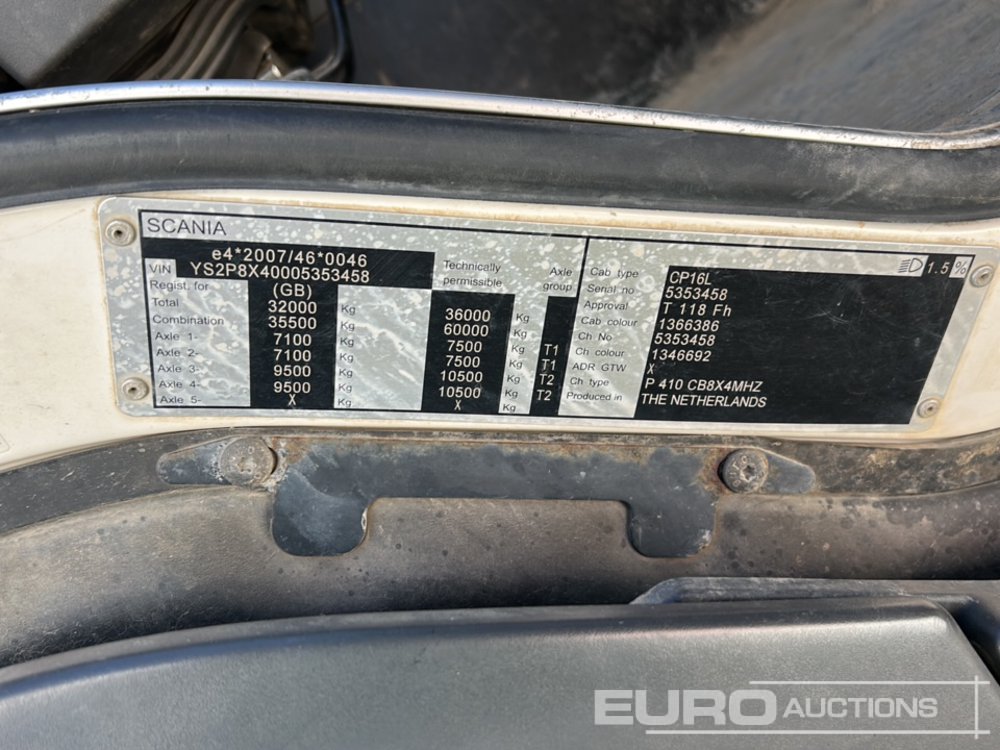 SCANIA
e4*2007/46*0046
VIN YS2P8X40005353458
Regist. for (GB) Technically permissible Axle group
Total 32000 Kg 36000 Kg
Combination 35500 Kg 60000 Kg
Axle 1- 7100 Kg 7500 Kg T1
Axle 2- 7100 Kg 7500 Kg T1
Axle 3- 9500 Kg 10500 Kg T2
Axle 4- 9500 Kg 10500 Kg T2
Axle 5- X Kg X Kg
1.5%
Cab type CP16L
Serial no 5353458
Approval T 118 Fh
Cab colour 1366386
Ch No 5353458
Ch colour 1346692
ADR GTW X
Ch type P 410 CB8X4MHZ
Produced in THE NETHERLANDS
EURO AUCTIONS